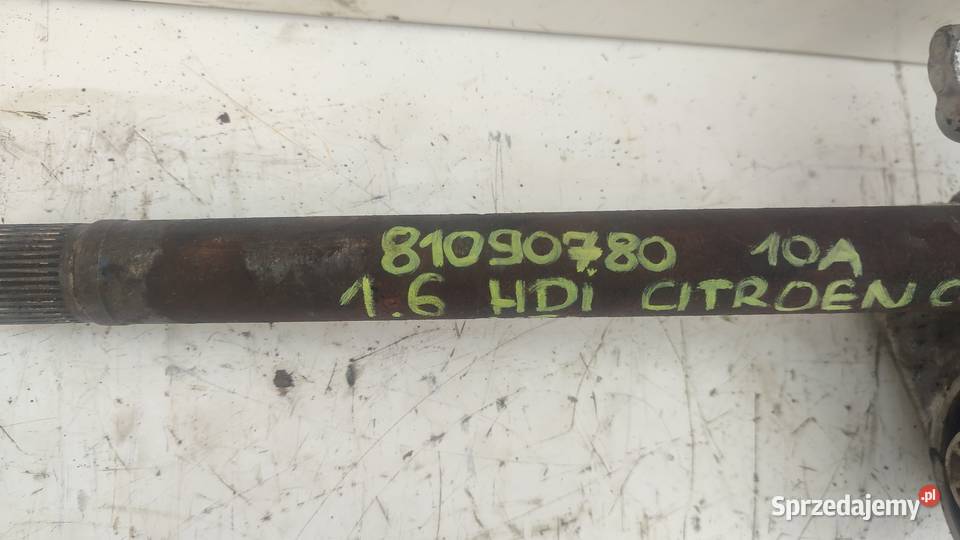 81090780 10A
1.6 HDi CITROEN C
Sprzedajemy.pl